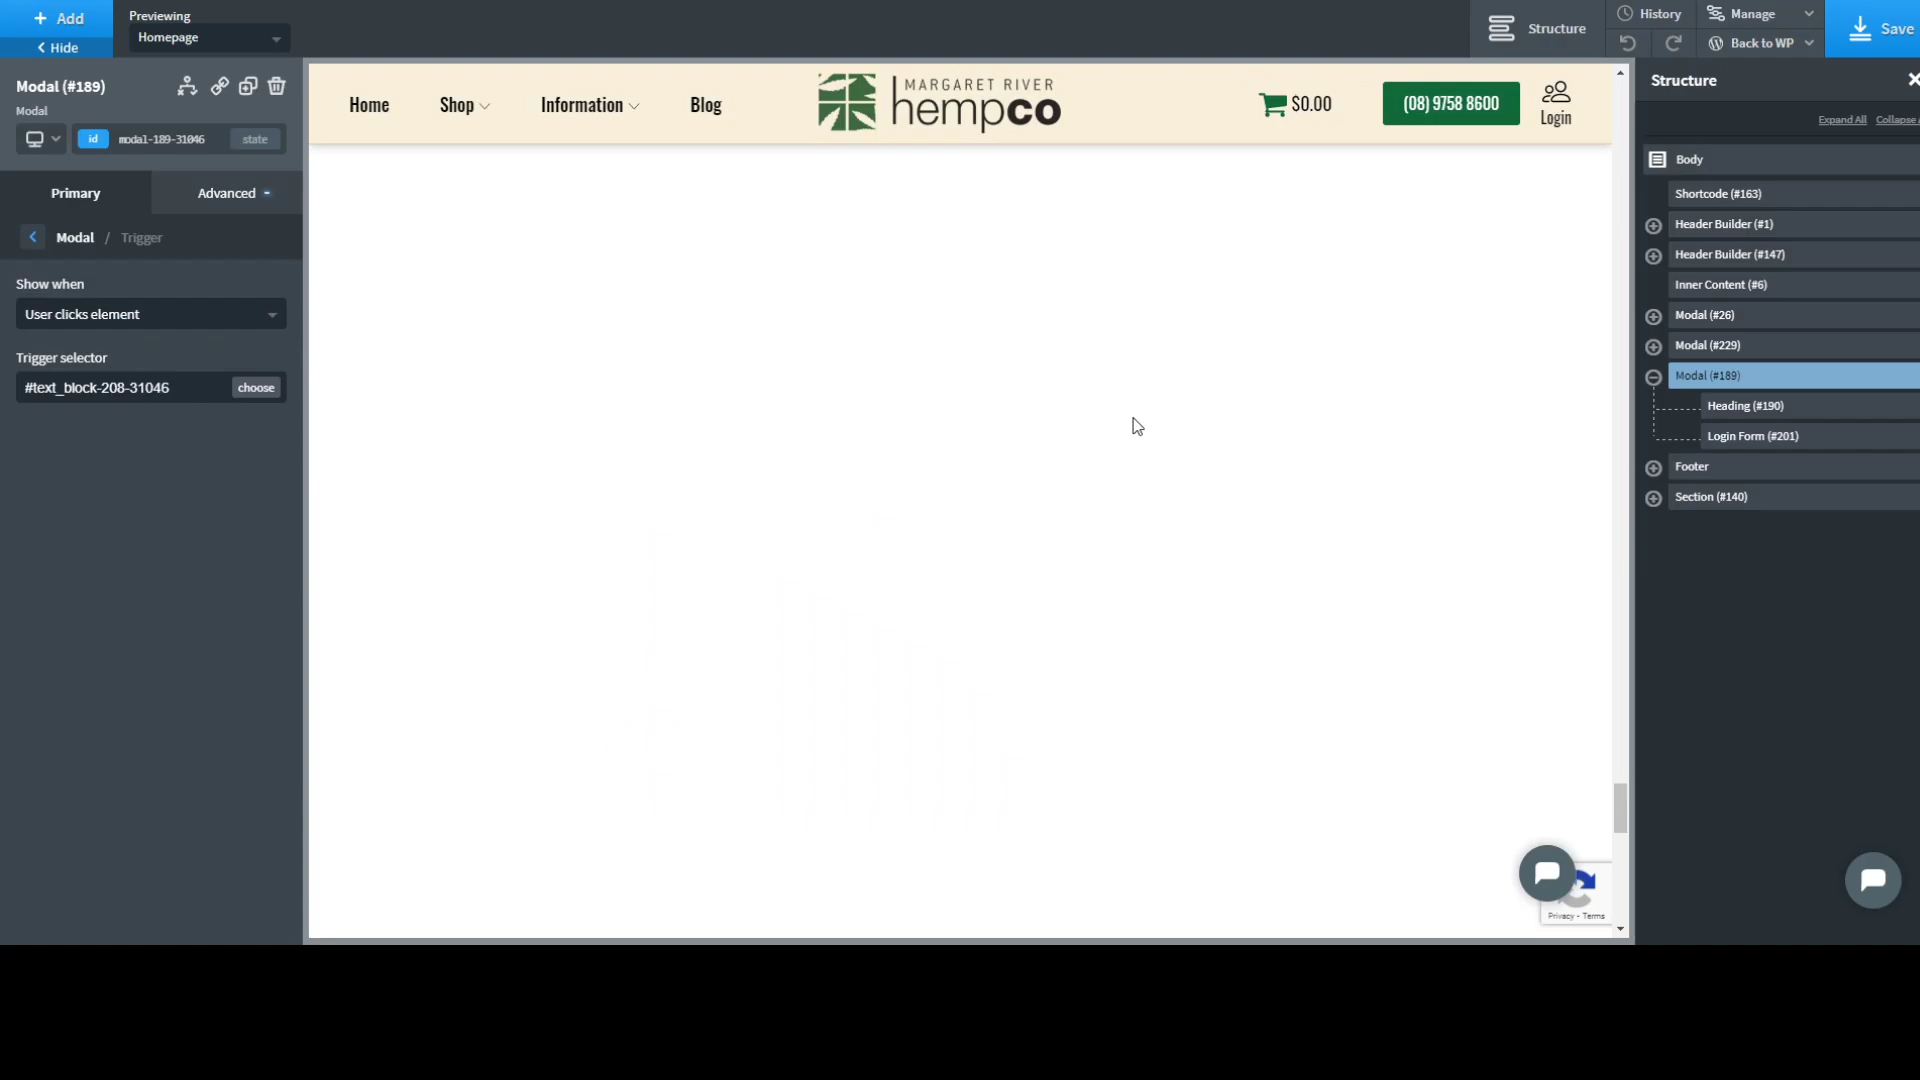 Add
Hide
Previewing
Homepage
Structure
History
Manage
Back to WP
Save
Modal (#189)
Modal
id
modal-189-31046
state
Primary
Advanced
Modal / Trigger
Show when
User clicks element
Trigger selector
#text_block-208-31046
choose
Home
Shop
Information
Blog
MARGARET RIVER
hempco
$0.00
(08) 9758 8600
Login
Privacy - Terms
Structure
Expand All
Collapse
Body
Shortcode (#163)
Header Builder (#1)
Header Builder (#147)
Inner Content (#6)
Modal (#26)
Modal (#229)
Modal (#189)
Heading (#190)
Login Form (#201)
Footer
Section (#140)